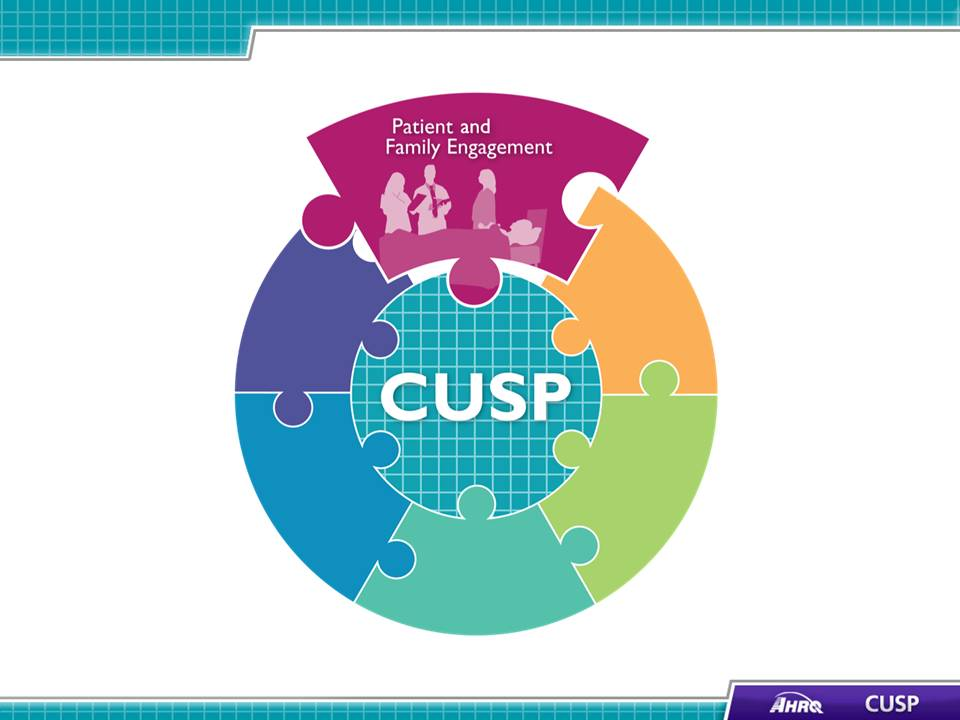 Patient and
Family Engagement
CUSP
AHRQ
CUSP